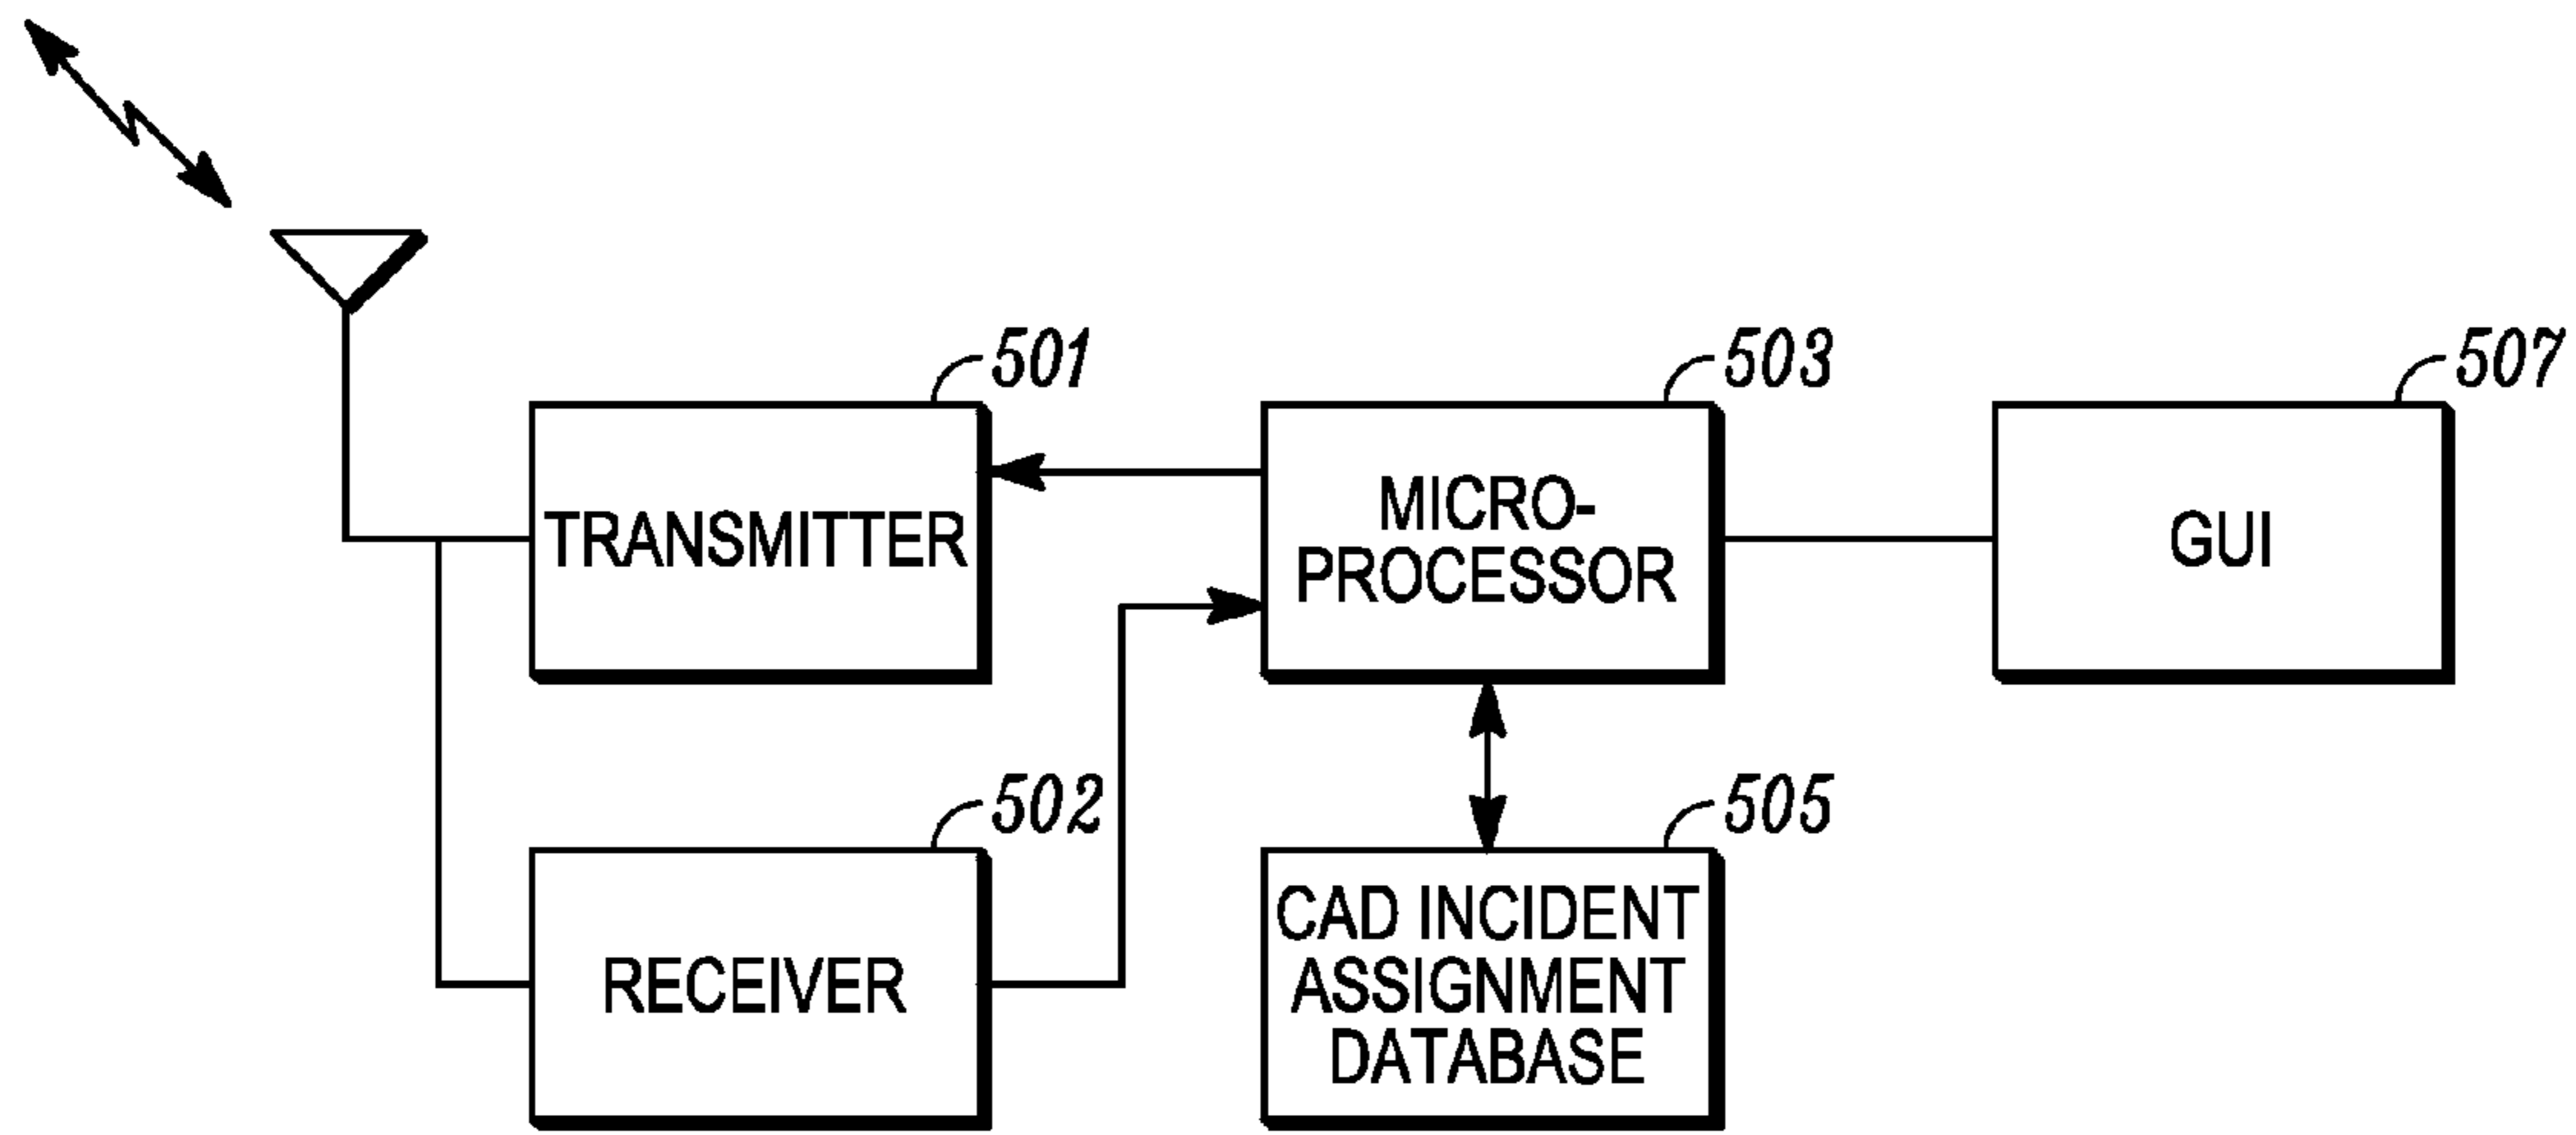 501
503
507
TRANSMITTER
MICRO-
PROCESSOR
GUI
502
505
RECEIVER
CAD INCIDENT
ASSIGNMENT
DATABASE